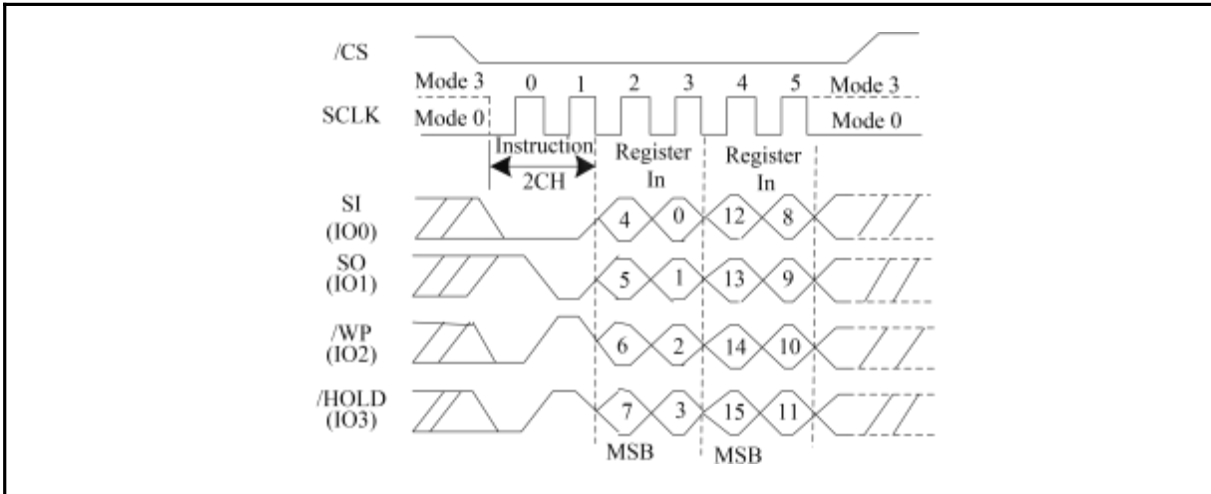 /CS
Mode 3 0 1 2 3 4 5 Mode 3
SCLK Mode 0 Mode 0
Instruction Register Register
2CH In In
SI 4 0 12 8
(IO0)
SO 5 1 13 9
(IO1)
/WP 6 2 14 10
(IO2)
/HOLD 7 3 15 11
(IO3)
MSB MSB